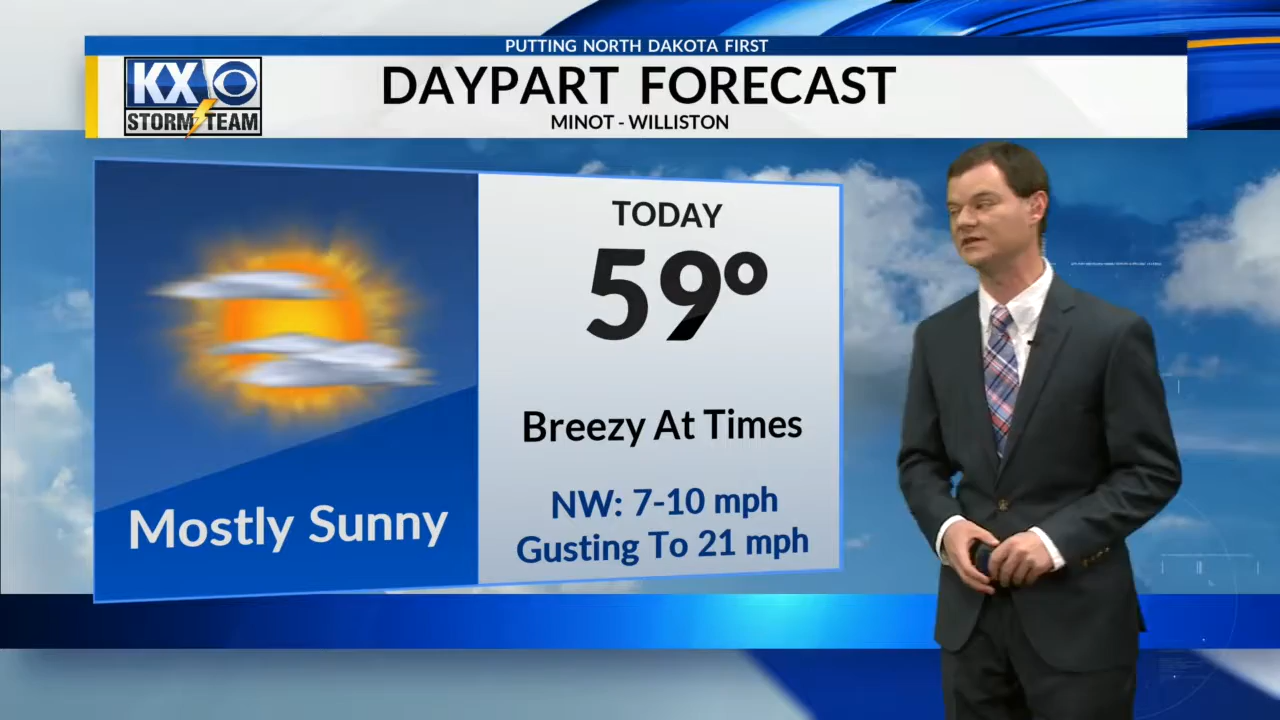 PUTTING NORTH DAKOTA FIRST
KX
STORM TEAM
DAYPART FORECAST
MINOT - WILLISTON
TODAY
59°
Breezy At Times
NW: 7-10 mph
Gusting To 21 mph
Mostly Sunny